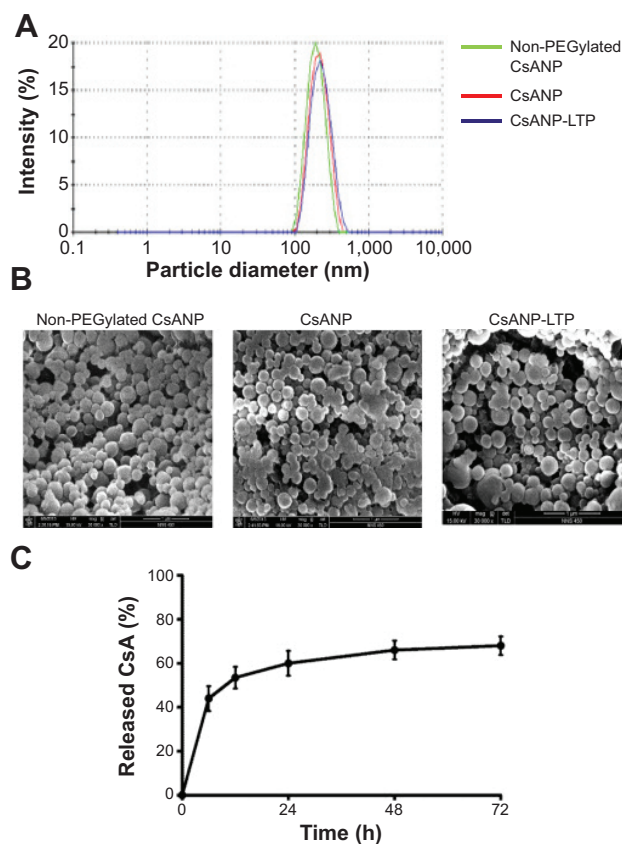 A
20
15
10
5
0
Intensity (%)
0.1 1 10 100 1,000 10,000
Particle diameter (nm)
Non-PEGylated
CsANP
CsANP
CsANP-LTP
B
Non-PEGylated CsANP CsANP CsANP-LTP
C
100
80
60
40
20
0
Released CsA (%)
0 24 48 72
Time (h)